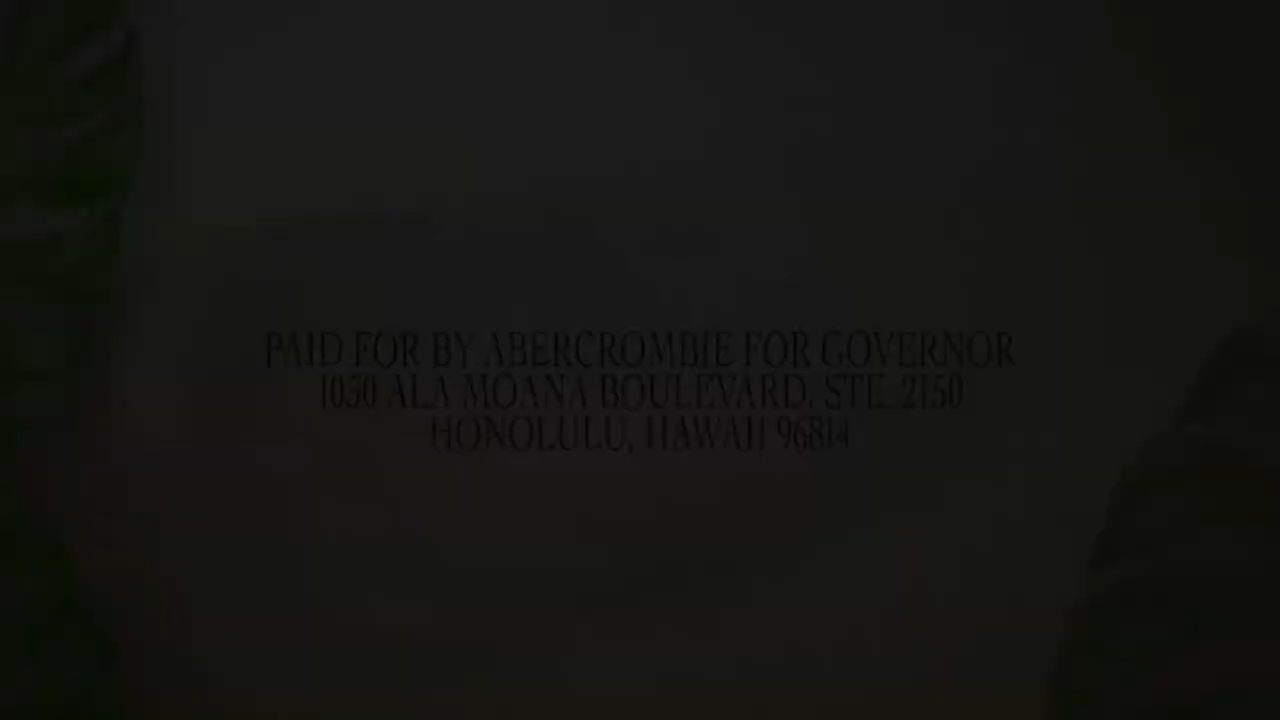 PAID FOR BY ABERCROMBIE FOR GOVERNOR
1050 ALA MOANA BOULEVARD, STE. 2150
HONOLULU, HAWAII 96814